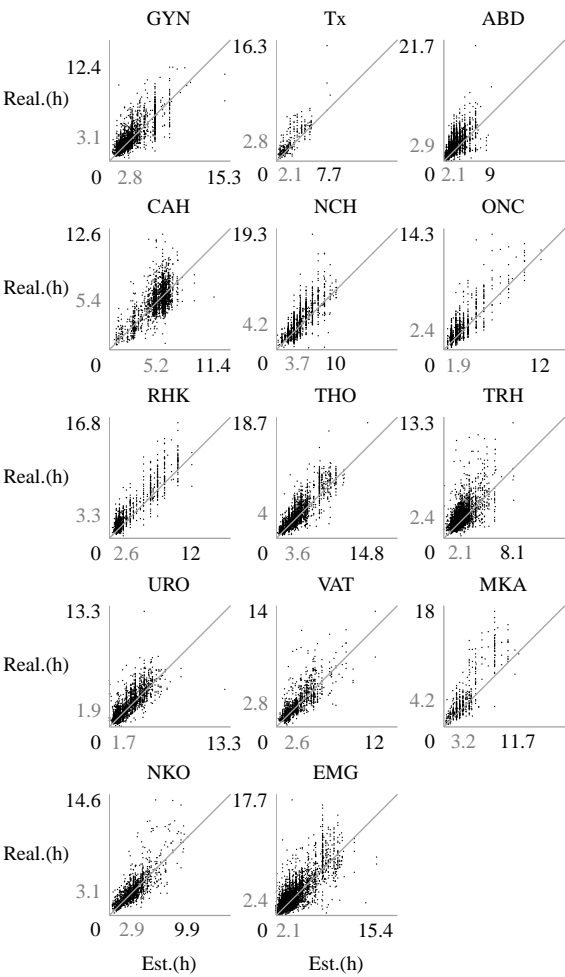 GYN Tx ABD
12.4 16.3 21.7
Real.(h)
3.1 2.8 2.9
0 2.8 15.3 0 2.1 7.7 0 2.1 9
CAH NCH ONC
12.6 19.3 14.3
Real.(h)
5.4 4.2 2.4
0 5.2 11.4 0 3.7 10 0 1.9 12
RHK THO TRH
16.8 18.7 13.3
Real.(h)
3.3 4 2.4
0 2.6 12 0 3.6 14.8 0 2.1 8.1
URO VAT MKA
13.3 14 18
Real.(h)
1.9 2.8 4.2
0 1.7 13.3 0 2.6 12 0 3.2 11.7
NKO EMG
14.6 17.7
Real.(h)
3.1 2.4
0 2.9 9.9 0 2.1 15.4
Est.(h) Est.(h)